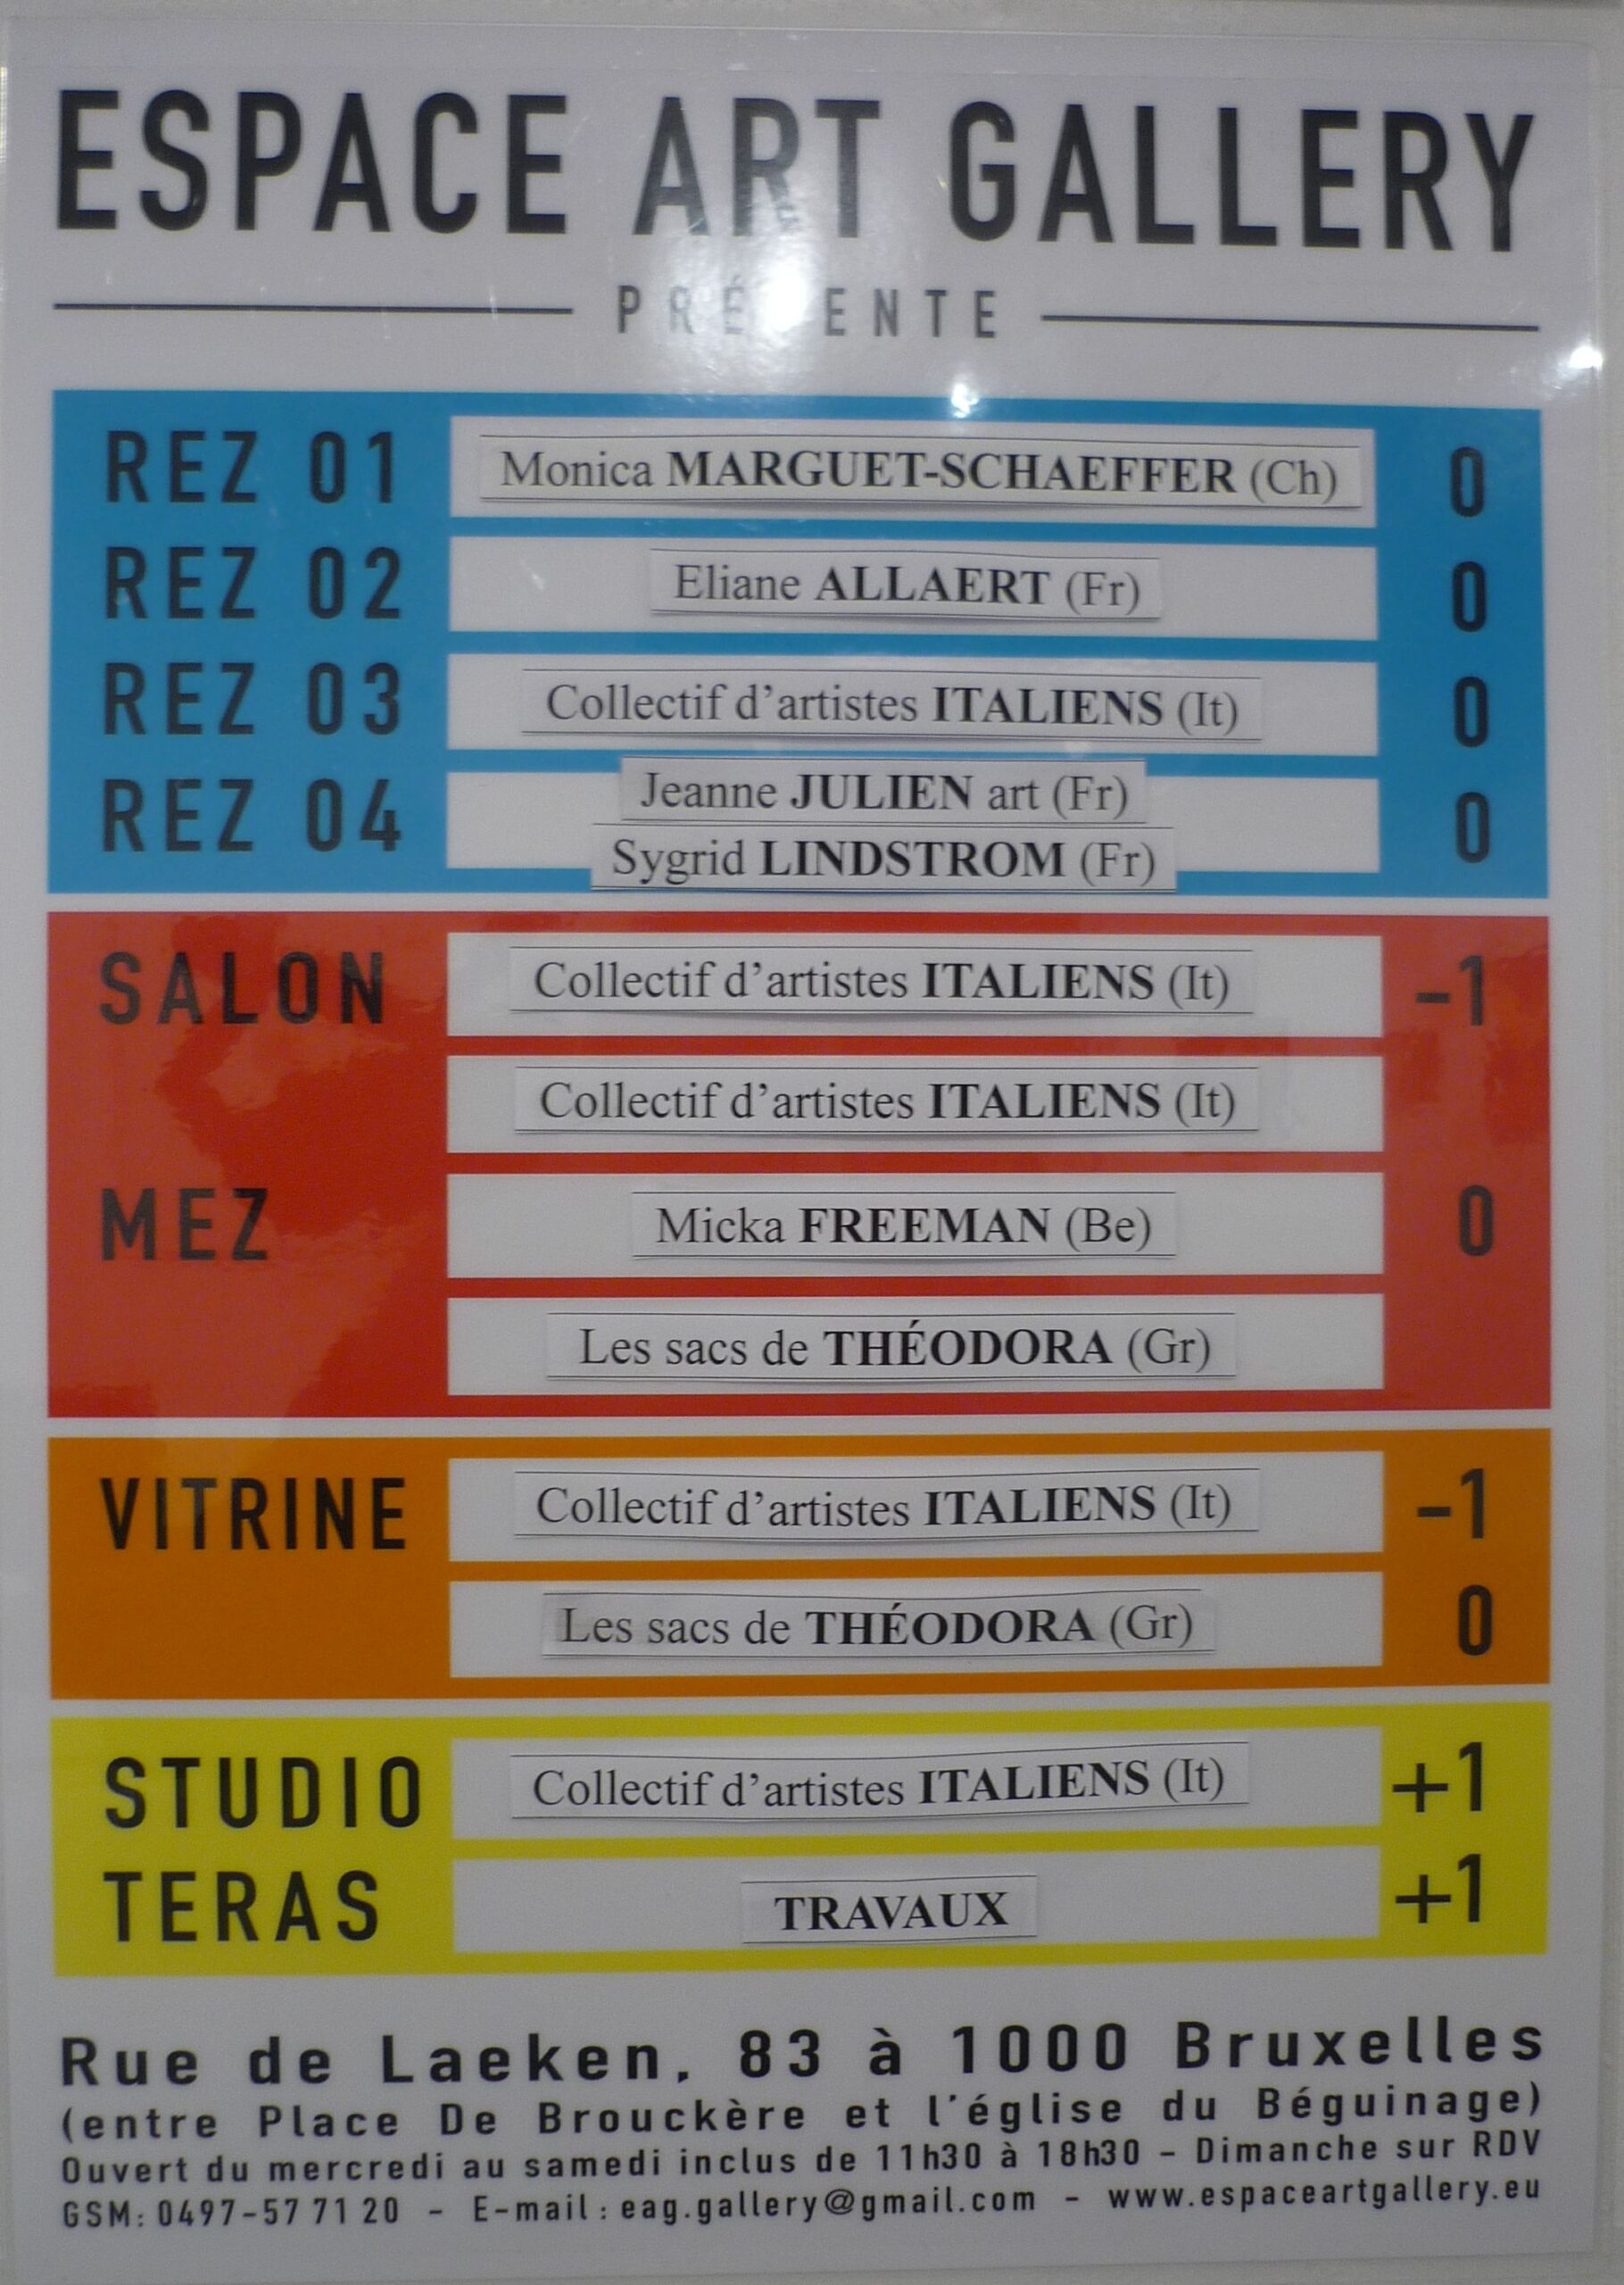 ESPACE ART GALLERY
PRÉSENTE
REZ 01 Monica MARGUET-SCHAEFFER (Ch) 0
REZ 02 Eliane ALLAERT (Fr) 0
REZ 03 Collectif d'artistes ITALIENS (It) 0
REZ 04 Jeanne JULIEN art (Fr) 0
Sygrid LINDSTROM (Fr)
SALON Collectif d'artistes ITALIENS (It) -1
Collectif d'artistes ITALIENS (It)
MEZ Micka FREEMAN (Be) 0
Les sacs de THÉODORA (Gr)
VITRINE Collectif d'artistes ITALIENS (It) -1
Les sacs de THÉODORA (Gr) 0
STUDIO Collectif d'artistes ITALIENS (It) +1
TERAS TRAVAUX +1
Rue de Laeken, 83 à 1000 Bruxelles
(entre Place De Brouckère et l'église du Béguinage)
Ouvert du mercredi au samedi inclus de 11h30 à 18h30 - Dimanche sur RDV
GSM: 0497-57 71 20 - E-mail : eag.gallery@gmail.com - www.espaceartgallery.eu